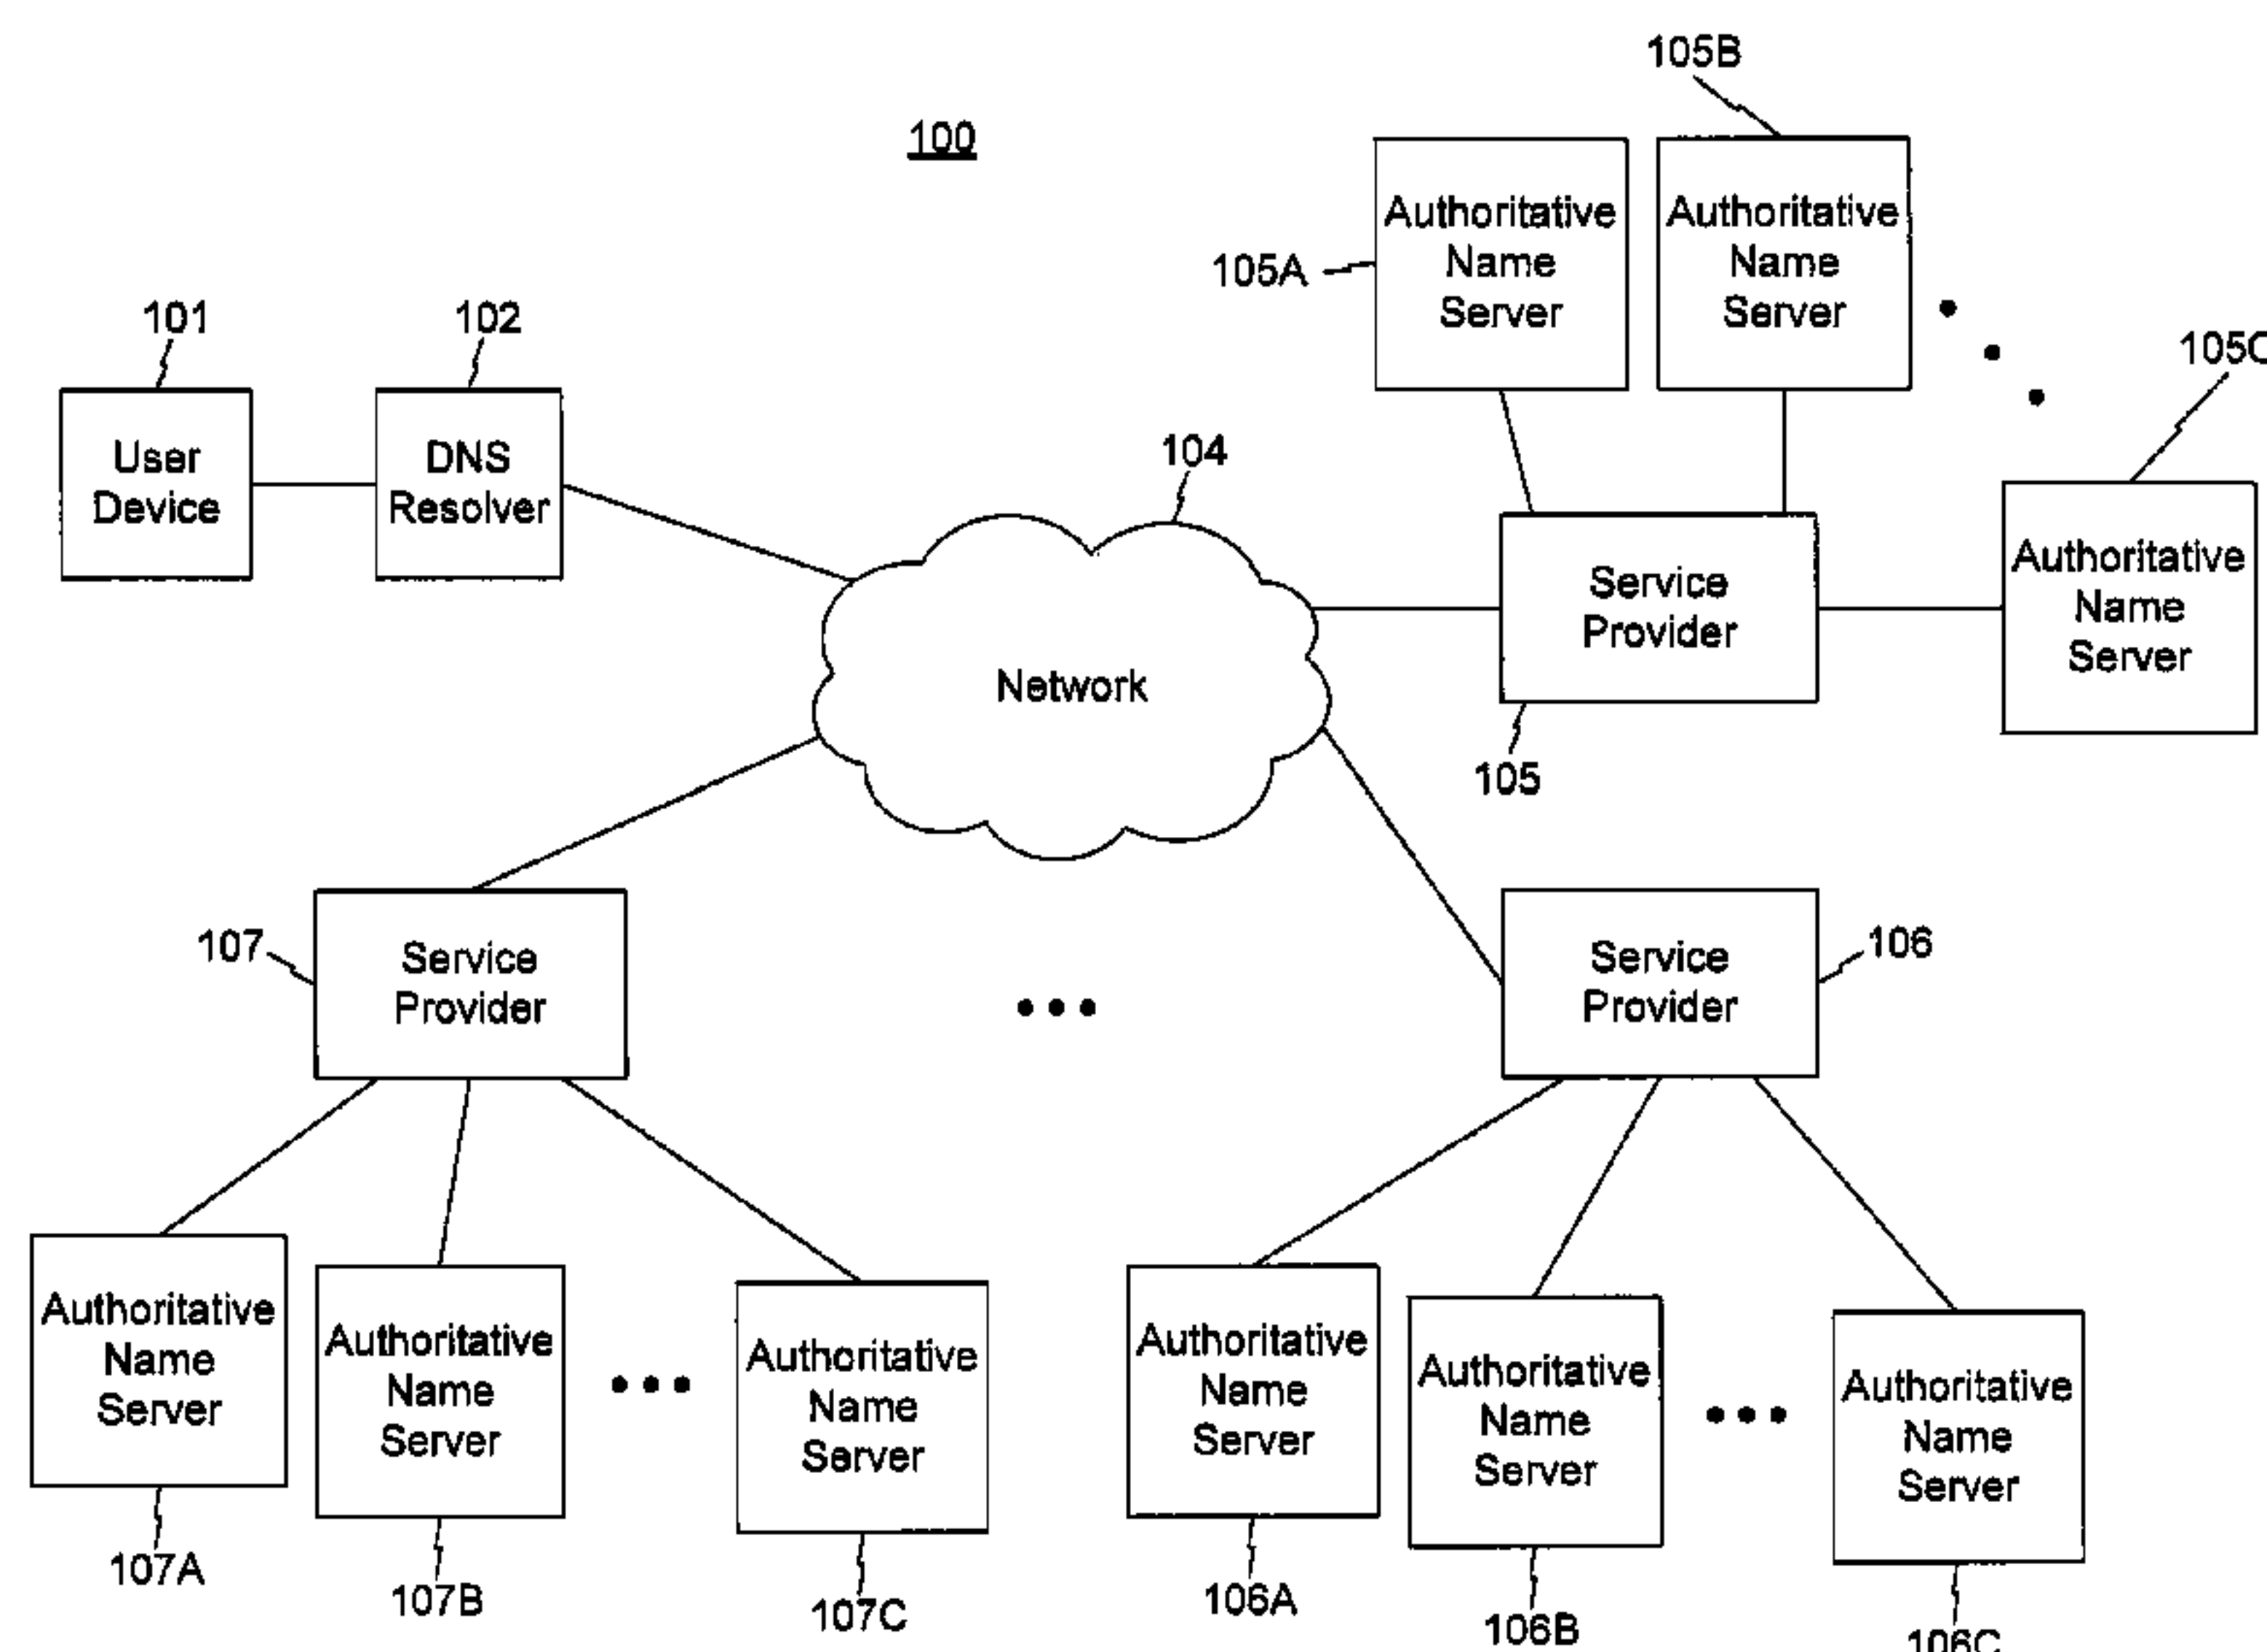 105B
100
Authoritative
Name
Server
Authoritative
Name
Server
105A
101
102
105C
User
Device
DNS
Resolver
104
Authoritative
Name
Server
Service
Provider
Network
105
107
Service
Provider
Service
Provider
106
Authoritative
Name
Server
Authoritative
Name
Server
Authoritative
Name
Server
Authoritative
Name
Server
Authoritative
Name
Server
Authoritative
Name
Server
107A
107B
107C
106A
106B
106C